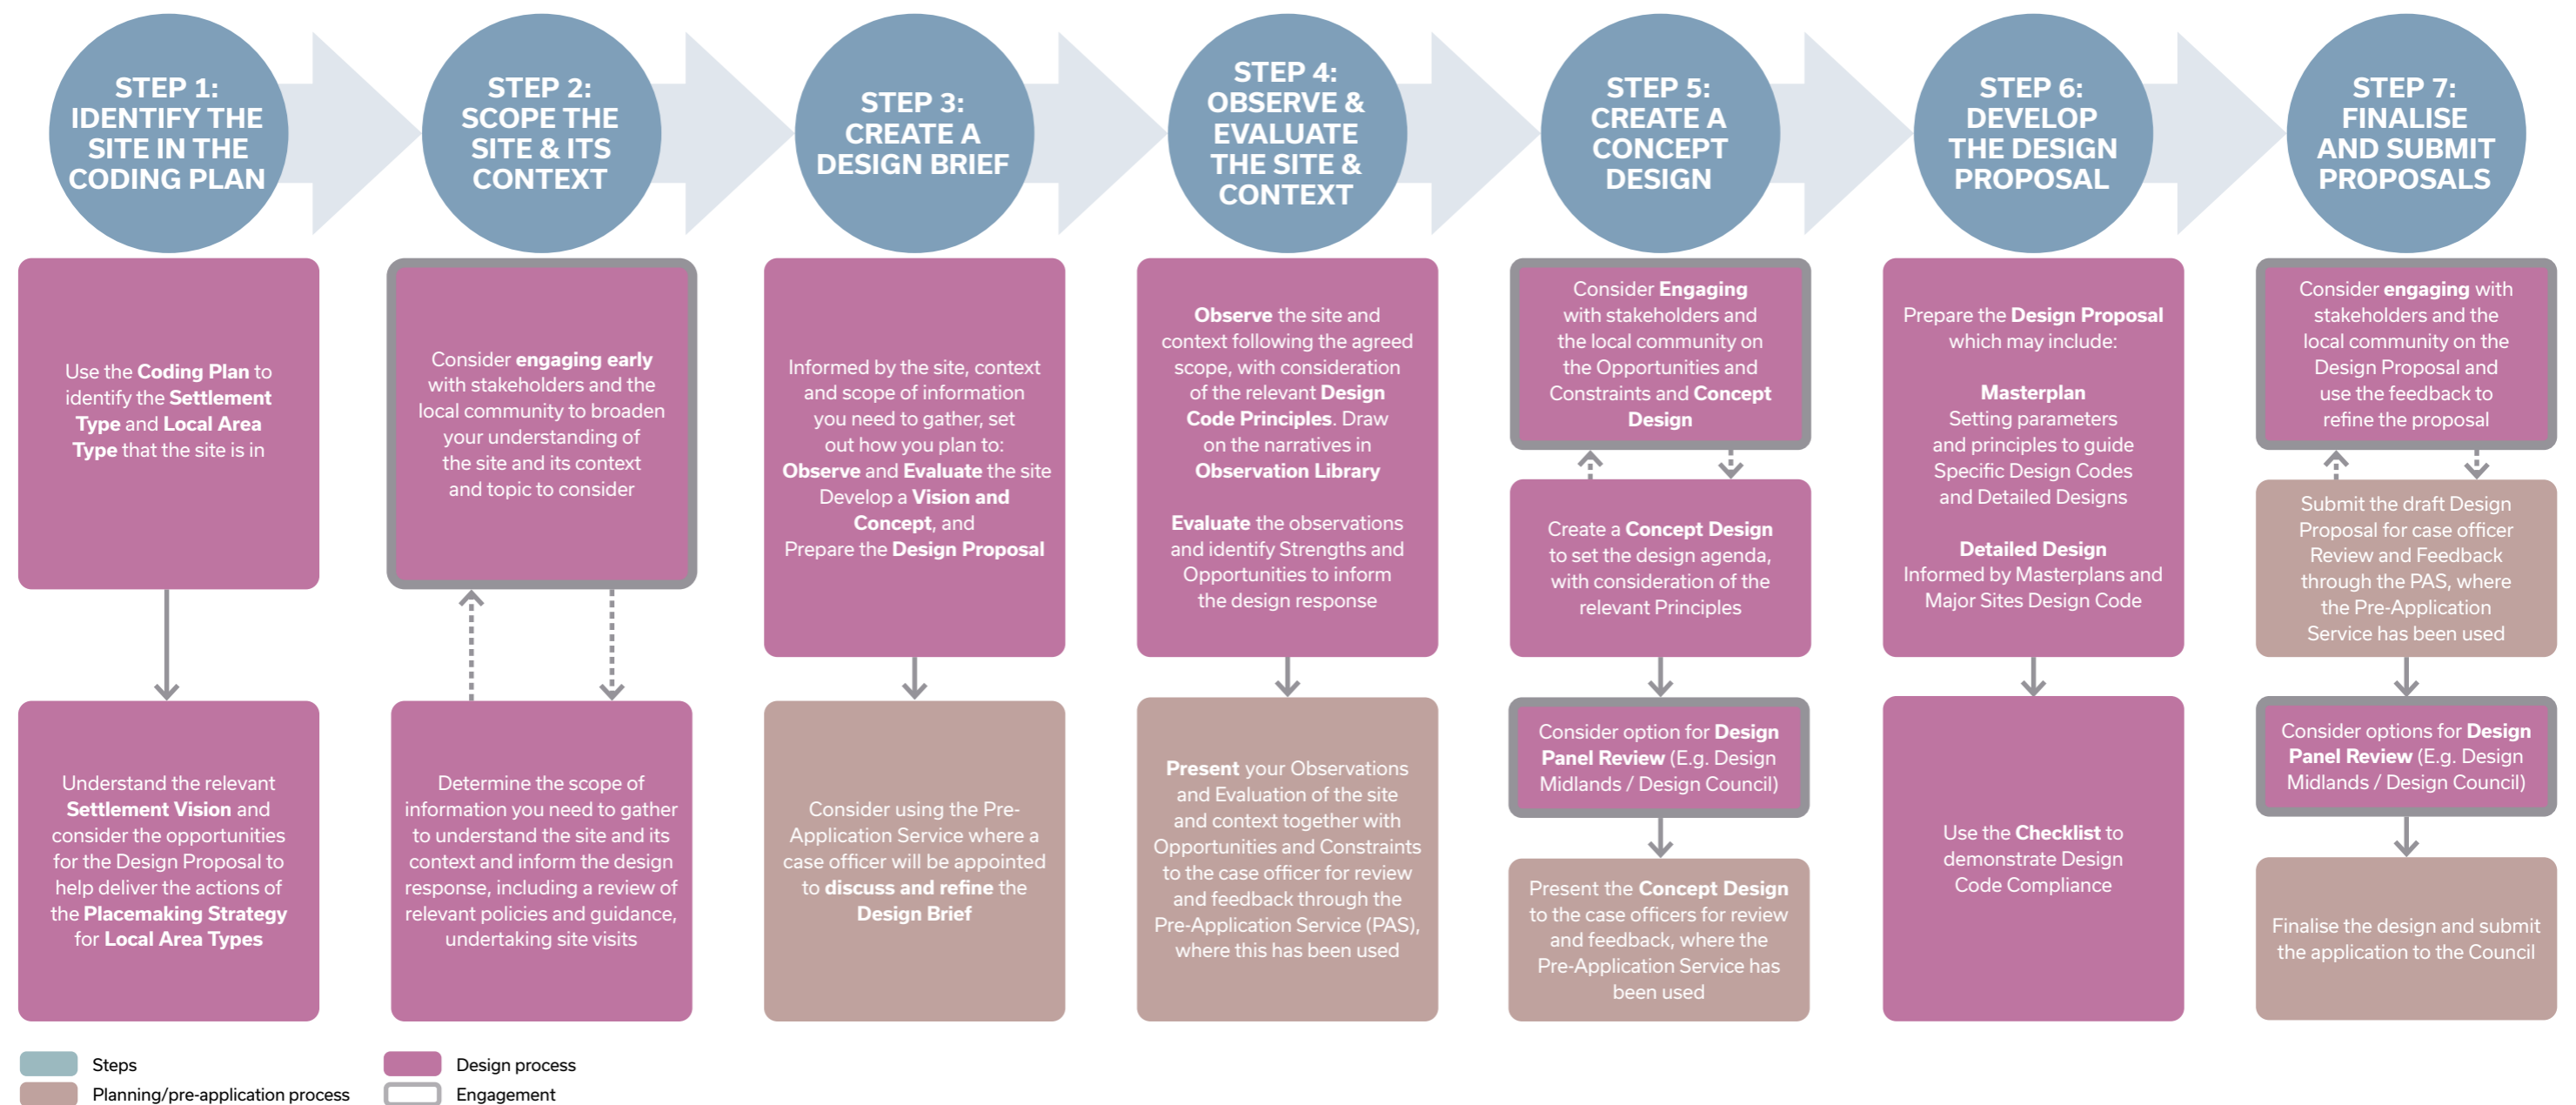 STEP 1:
IDENTIFY THE
SITE IN THE
CODING PLAN
STEP 2:
SCOPE THE
SITE & ITS
CONTEXT
STEP 3:
CREATE A
DESIGN BRIEF
STEP 4:
OBSERVE &
EVALUATE
THE SITE &
CONTEXT
STEP 5:
CREATE A
CONCEPT
DESIGN
STEP 6:
DEVELOP
THE DESIGN
PROPOSAL
STEP 7:
FINALISE
AND SUBMIT
PROPOSALS
Use the Coding Plan to
identify the Settlement
Type and Local Area
Type that the site is in
Understand the relevant
Settlement Vision and
consider the opportunities
for the Design Proposal to
help deliver the actions of
the Placemaking Strategy
for Local Area Types
Consider engaging early
with stakeholders and the
local community to broaden
your understanding of
the site and its context
and topic to consider
Determine the scope of
information you need to gather
to understand the site and its
context and inform the design
response, including a review of
relevant policies and guidance,
undertaking site visits
Informed by the site, context
and scope of information
you need to gather, set
out how you plan to:
Observe and Evaluate the site
Develop a Vision and
Concept, and
Prepare the Design Proposal
Consider using the Pre-
Application Service where a
case officer will be appointed
to discuss and refine the
Design Brief
Observe the site and
context following the agreed
scope, with consideration
of the relevant Design
Code Principles. Draw
on the narratives in
Observation Library
Evaluate the observations
and identify Strengths and
Opportunities to inform
the design response
Present your Observations
and Evaluation of the site
and context together with
Opportunities and Constraints
to the case officer for review
and feedback through the
Pre-Application Service (PAS),
where this has been used
Consider Engaging
with stakeholders and
the local community on
the Opportunities and
Constraints and Concept
Design
Create a Concept Design
to set the design agenda,
with consideration of the
relevant Principles
Consider option for Design
Panel Review (E.g. Design
Midlands / Design Council)
Present the Concept Design
to the case officers for review
and feedback, where the
Pre-Application Service has
been used
Prepare the Design Proposal
which may include:
Masterplan
Setting parameters
and principles to guide
Specific Design Codes
and Detailed Designs
Detailed Design
Informed by Masterplans and
Major Sites Design Code
Use the Checklist to
demonstrate Design
Code Compliance
Consider engaging with
stakeholders and the
local community on the
Design Proposal and
use the feedback to
refine the proposal
Submit the draft Design
Proposal for case officer
Review and Feedback
through the PAS, where
the Pre-Application
Service has been used
Consider options for Design
Panel Review (E.g. Design
Midlands / Design Council)
Finalise the design and submit
the application to the Council
Steps
Design process
Planning/pre-application process
Engagement